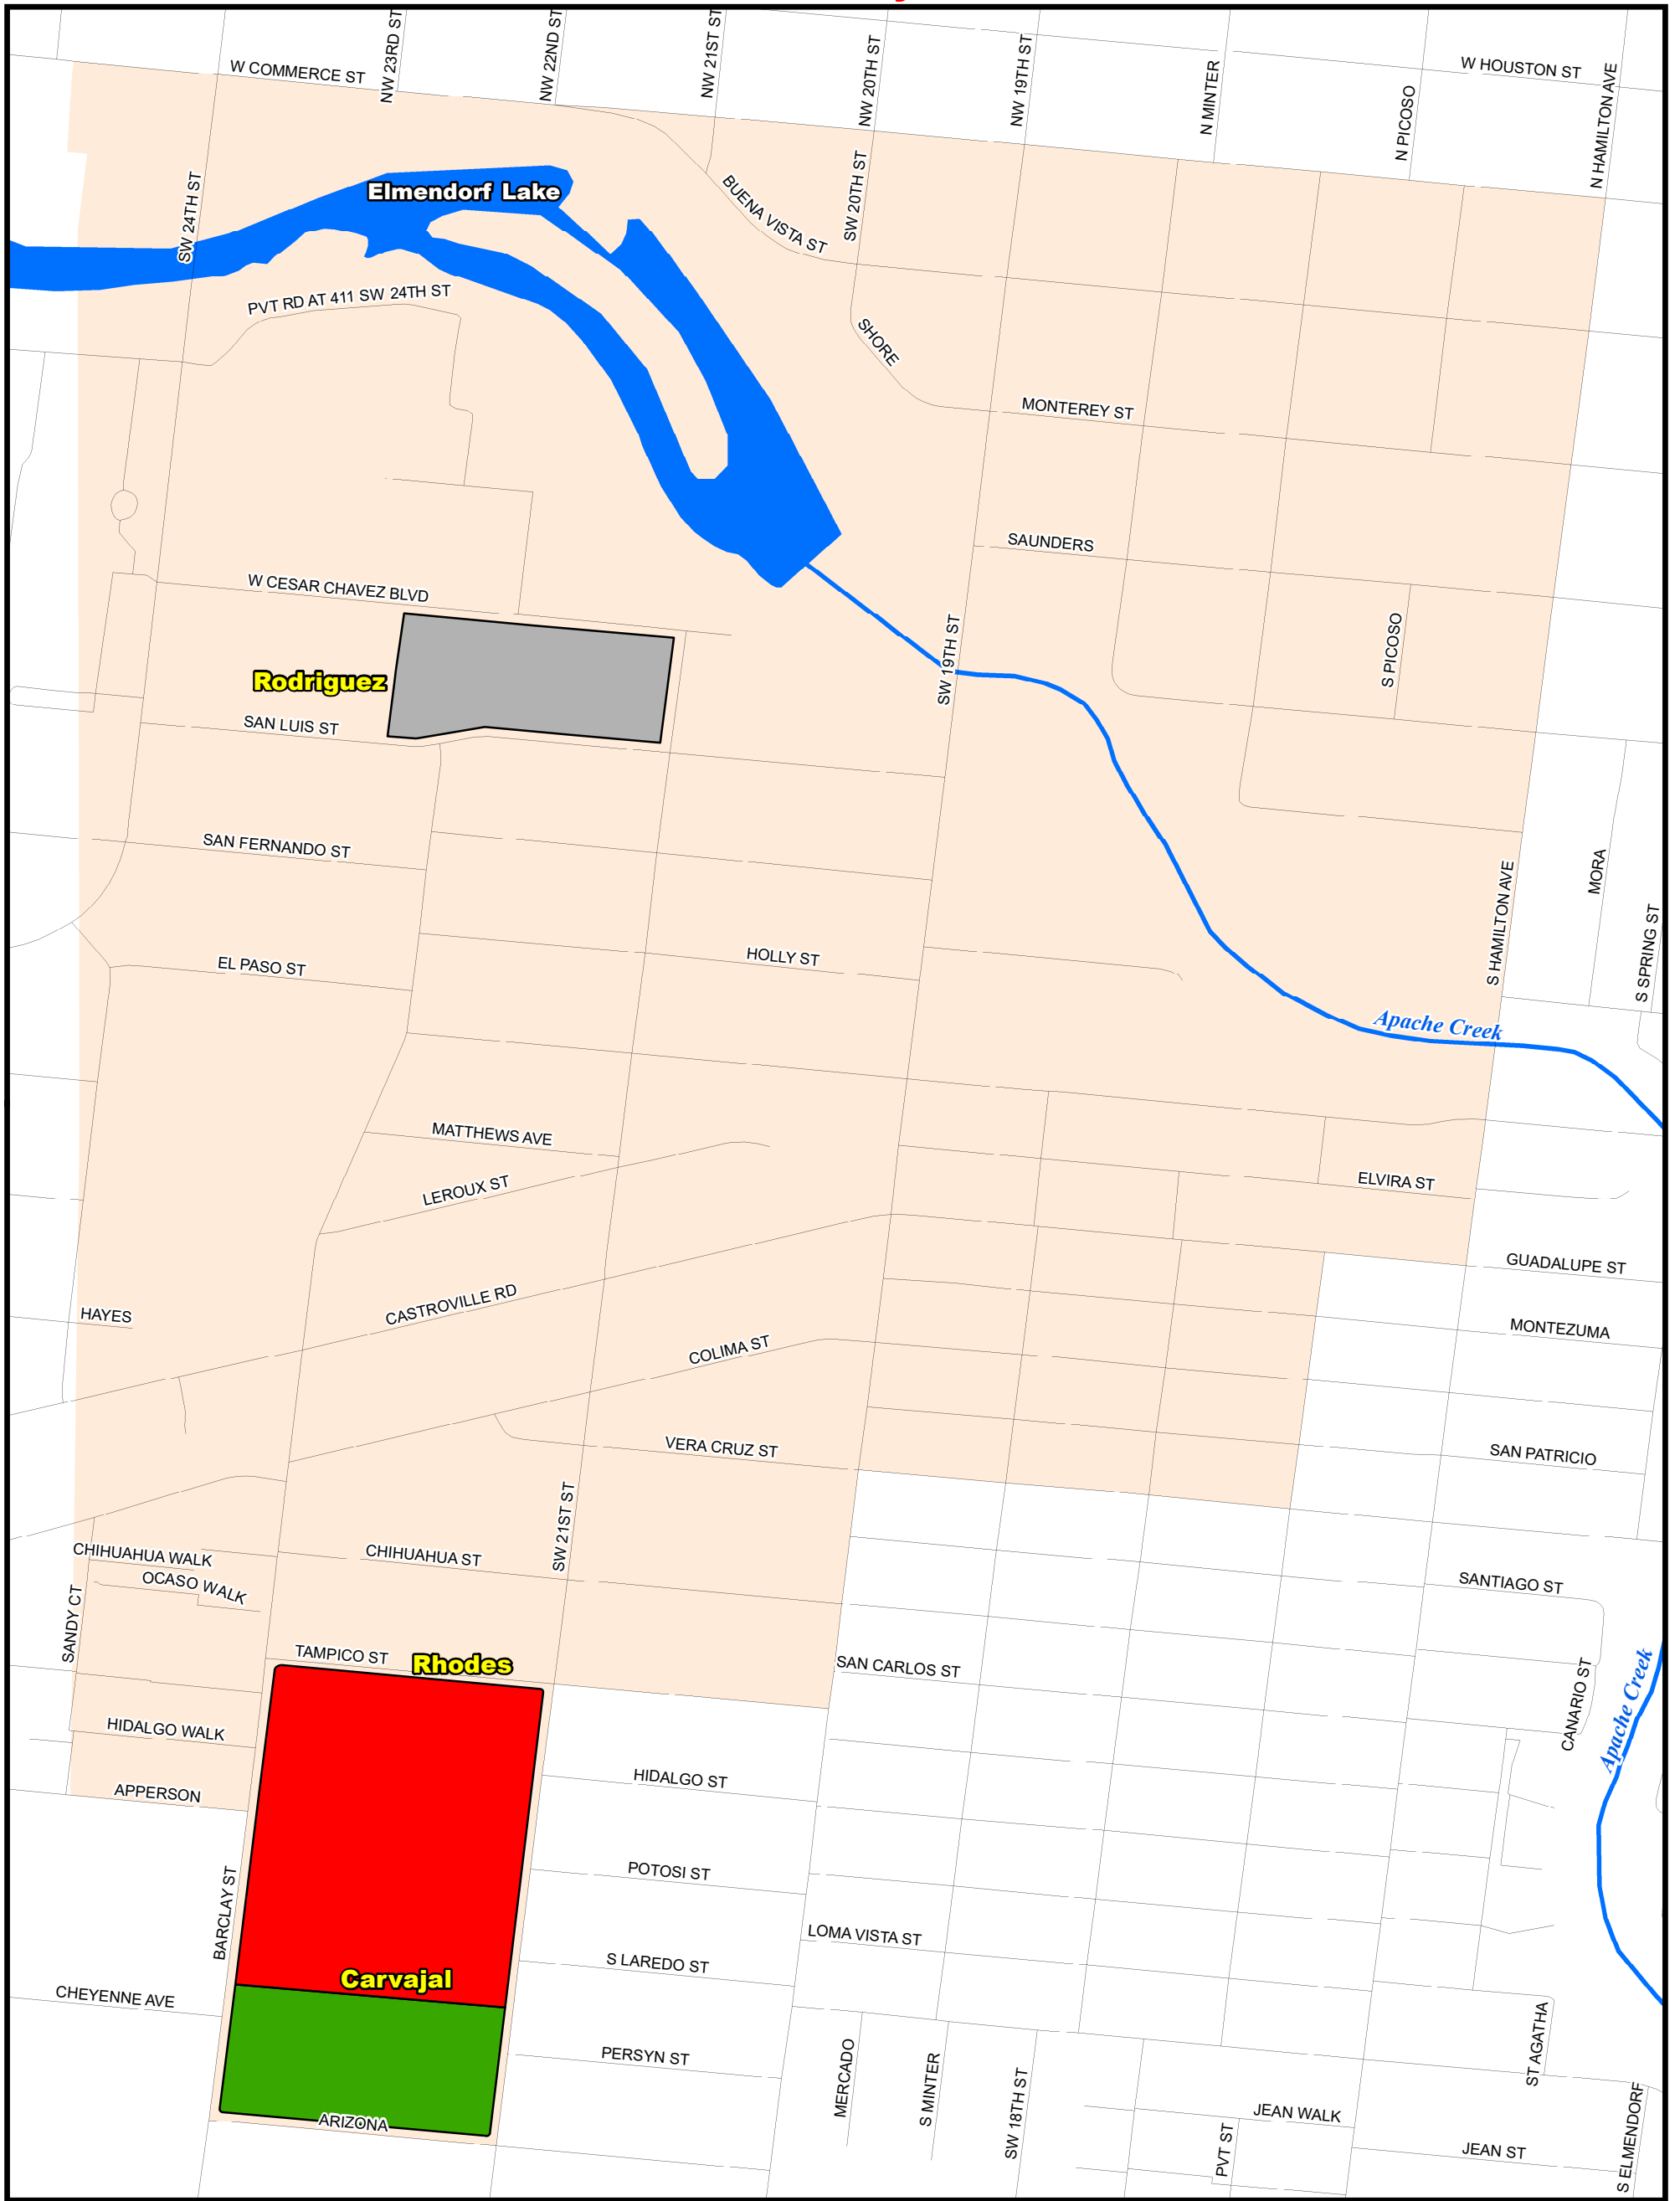 NW 23RD ST
NW 22ND ST
NW 21ST ST
NW 20TH ST
NW 19TH ST
N MINTER
N PICOSO
N HAMILTON AVE
W HOUSTON ST
W COMMERCE ST
SW 24TH ST
Elmendorf Lake
BUENA VISTA ST
SW 20TH ST
PVT RD AT 411 SW 24TH ST
SHORE
MONTEREY ST
SAUNDERS
W CESAR CHAVEZ BLVD
SW 19TH ST
S PICOSO
Rodriguez
SAN LUIS ST
SAN FERNANDO ST
MORA
S HAMILTON AVE
S SPRING ST
EL PASO ST
HOLLY ST
Apache Creek
MATTHEWS AVE
LEROUX ST
ELVIRA ST
GUADALUPE ST
CASTROVILLE RD
HAYES
MONTEZUMA
COLIMA ST
VERA CRUZ ST
SAN PATRICIO
SW 21ST ST
CHIHUAHUA WALK
CHIHUAHUA ST
OCASO WALK
SANTIAGO ST
SANDY CT
TAMPICO ST
Rhodes
SAN CARLOS ST
CANARIO ST
Apache Creek
HIDALGO WALK
HIDALGO ST
APPERSON
POTOSI ST
BARCLAY ST
LOMA VISTA ST
S LAREDO ST
Carvajal
CHEYENNE AVE
PERSYN ST
MERCADO
S MINTER
SW 18TH ST
ST AGATHA
JEAN WALK
PVT ST
JEAN ST
S ELMENDORF
ARIZONA